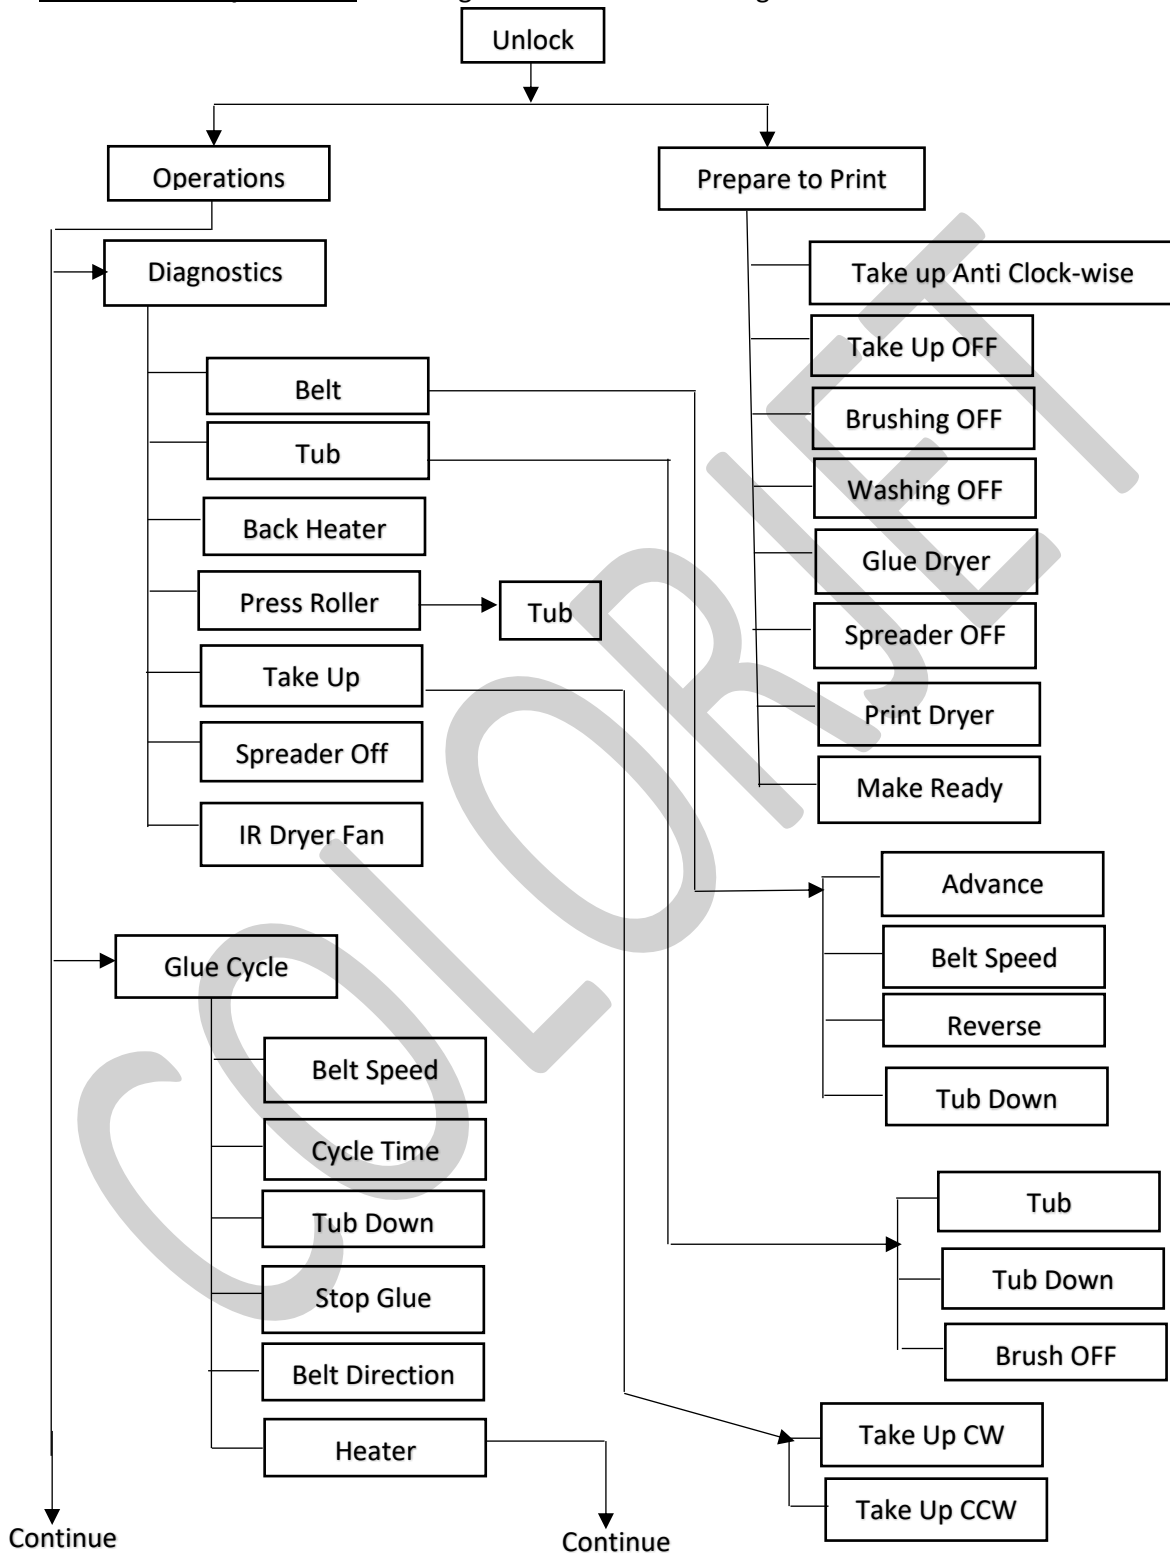 Unlock
Operations
Prepare to Print
Diagnostics
Take up Anti Clock-wise
Take Up OFF
Belt
Brushing OFF
Tub
Washing OFF
Back Heater
Glue Dryer
Press Roller
Tub
Spreader OFF
Take Up
Print Dryer
Spreader Off
Make Ready
IR Dryer Fan
Advance
Glue Cycle
Belt Speed
Reverse
Belt Speed
Tub Down
Cycle Time
Tub
Tub Down
Tub Down
Stop Glue
Brush OFF
Belt Direction
Take Up CW
Heater
Take Up CCW
Continue
Continue
COLORJET